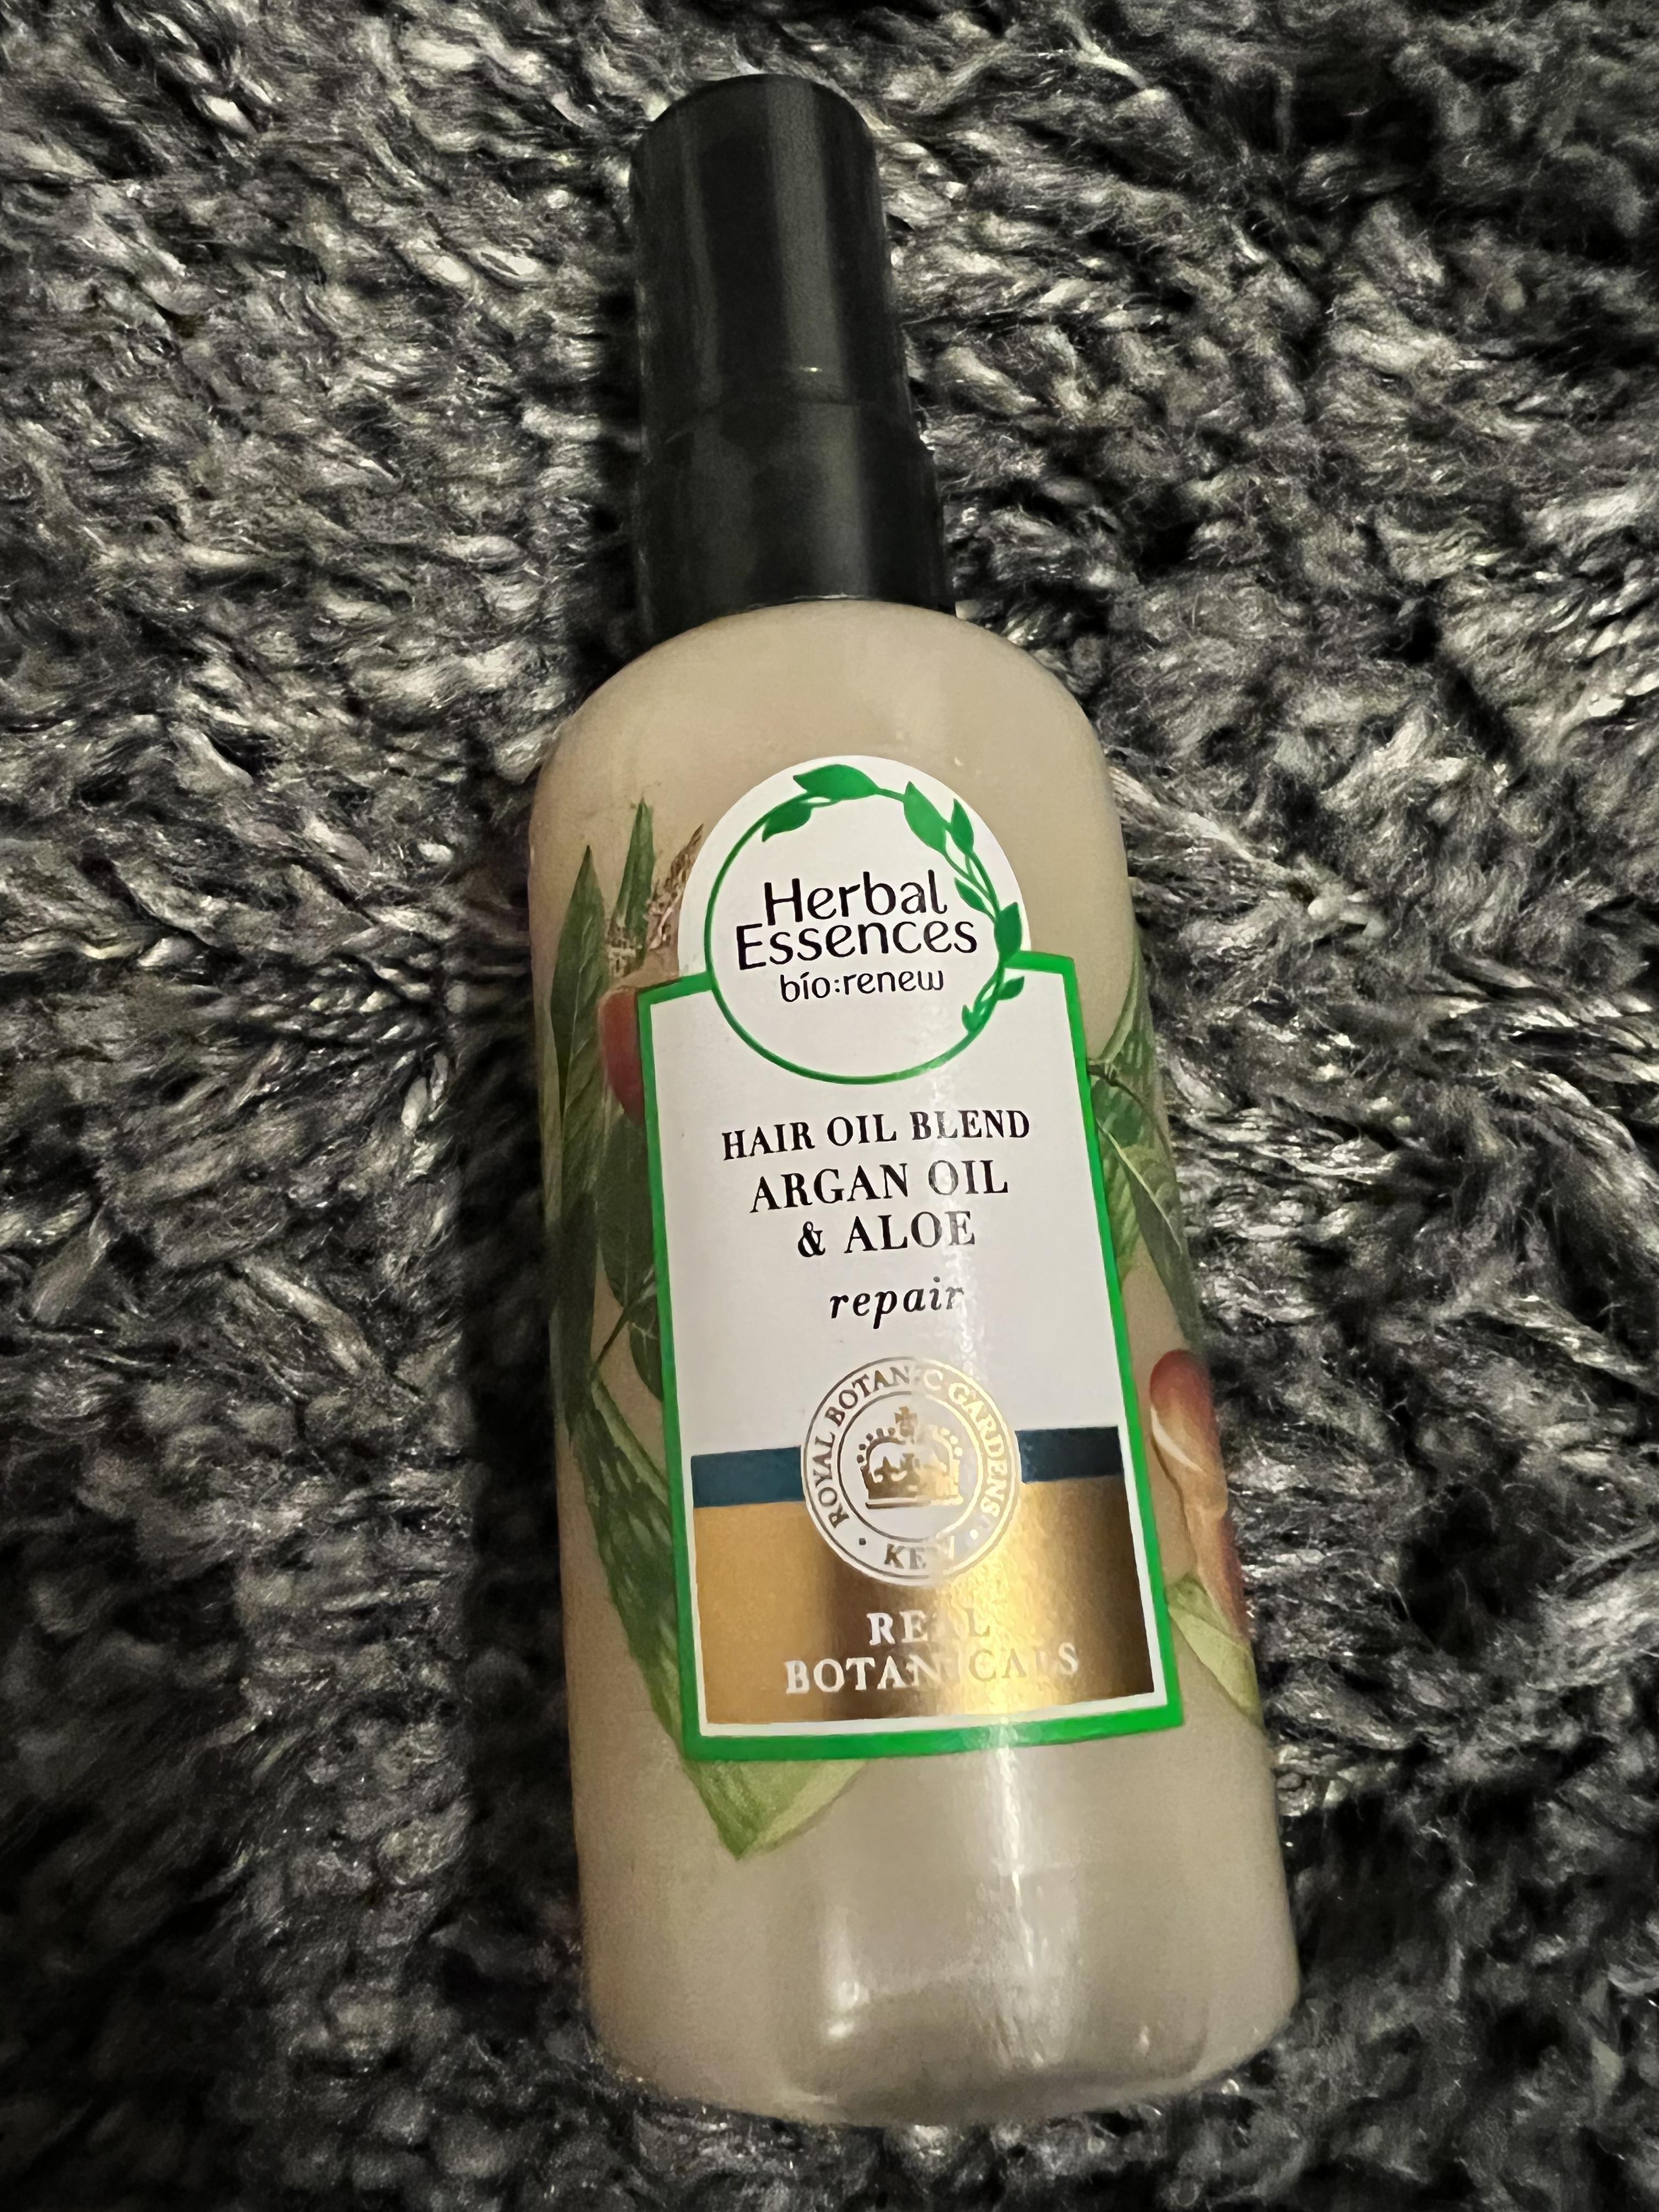 Herbal
Essences
bío:renew
HAIR OIL BLEND
ARGAN OIL
& ALOE
repair
ROYAL BOTANIC GARDENS
• KEW •
REAL
BOTANICALS